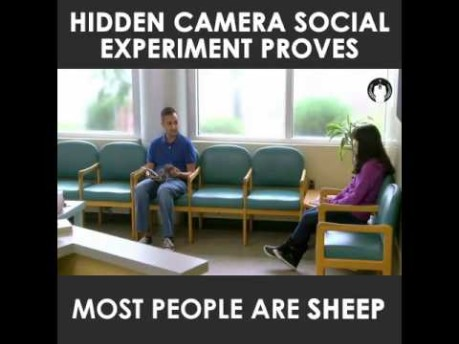 HIDDEN CAMERA SOCIAL
EXPERIMENT PROVES
MOST PEOPLE ARE SHEEP